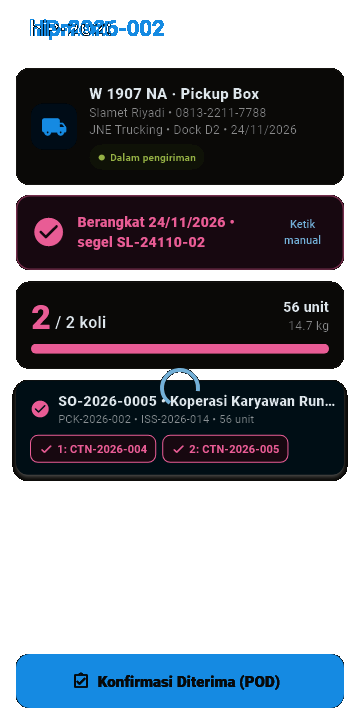 2026-002
W 1907 NA · Pickup Box
Slamet Riyadi • 0813-2211-7788
JNE Trucking • Dock D2 • 24/11/2026
Dalam pengiriman
Berangkat 24/11/2026 •
segel SL-24110-02
Ketik
manual
2 / 2 koli
56 unit
14.7 kg
SO-2026-0005 • Koperasi Karyawan Run…
PCK-2026-002 • ISS-2026-014 • 56 unit
1: CTN-2026-004
2: CTN-2026-005
Konfirmasi Diterima (POD)